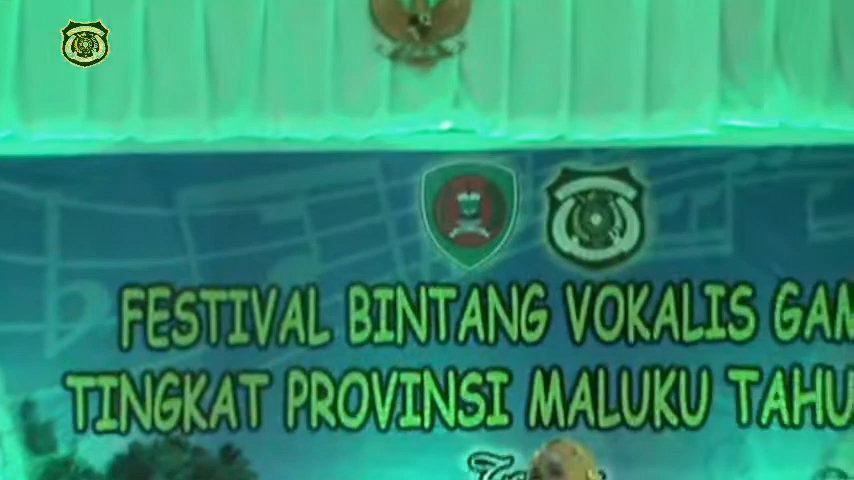 FESTIVAL BINTANG VOKALIS GAM
TINGKAT PROVINSI MALUKU TAHU